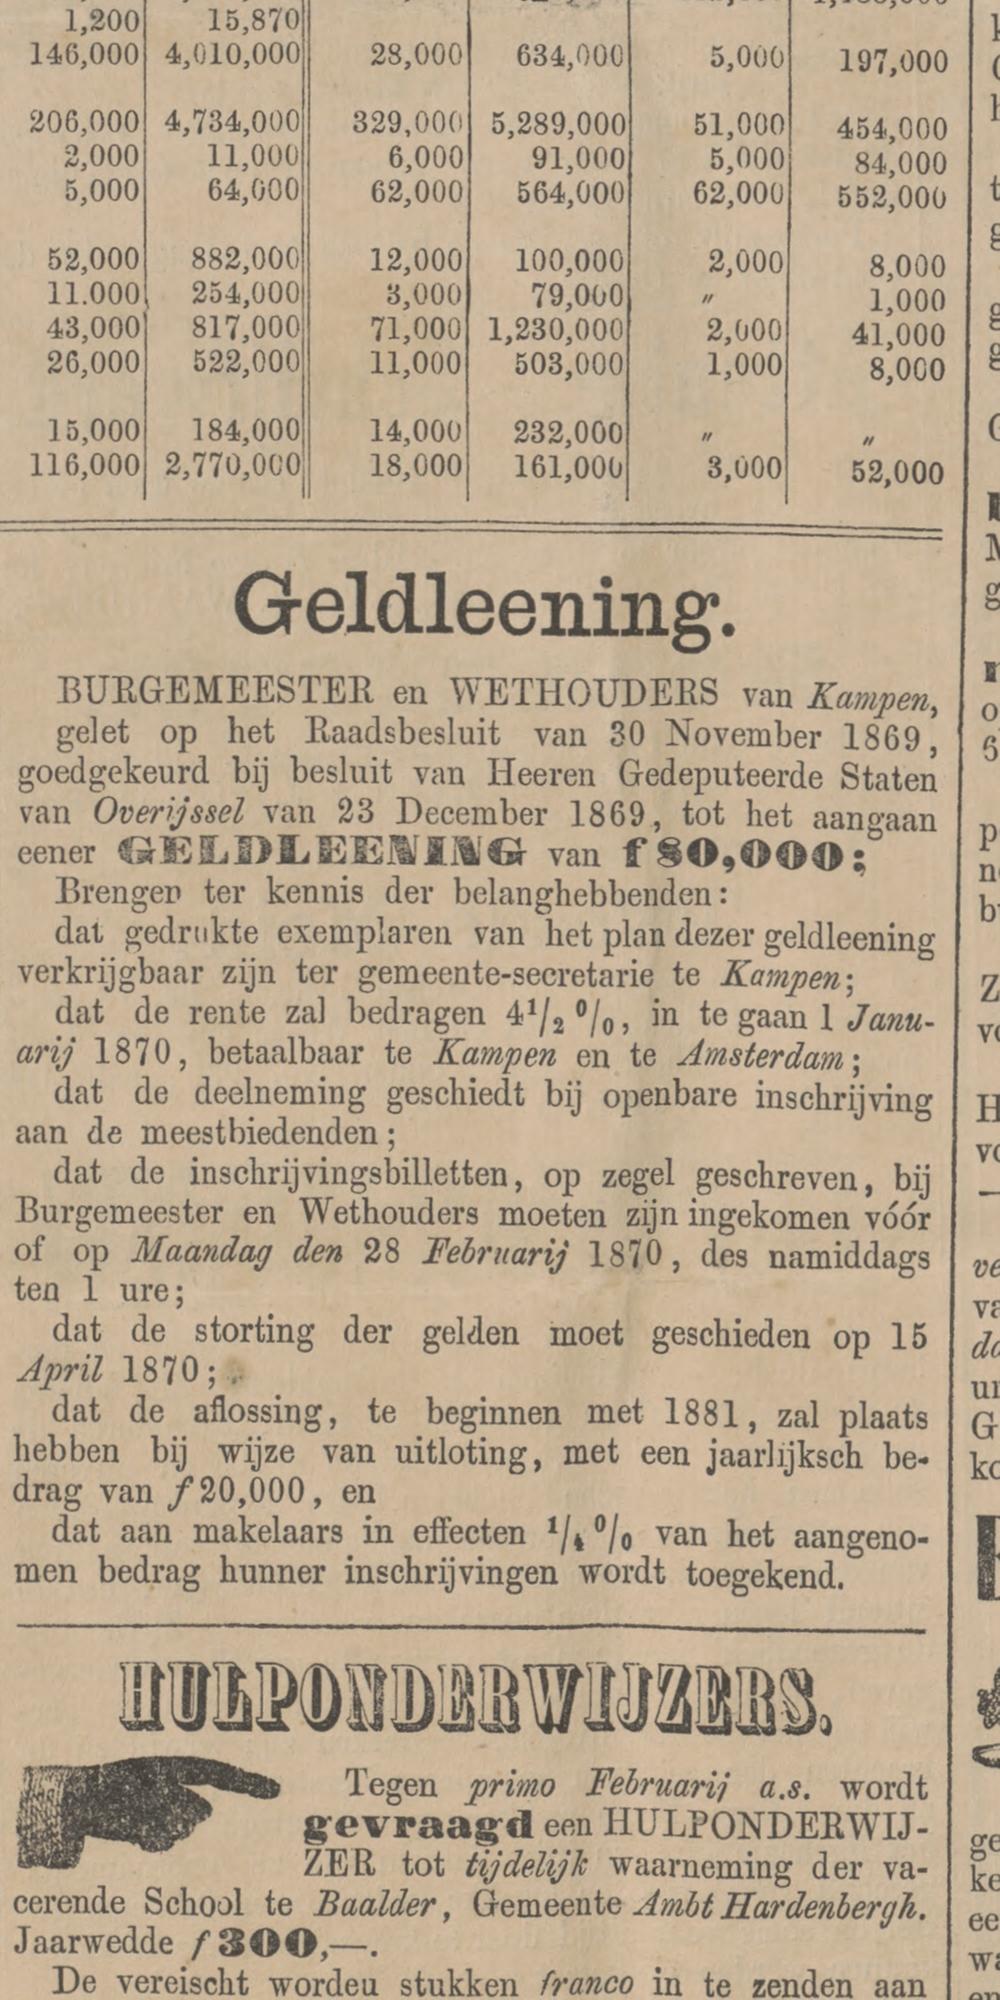 1,200 15,870
146,000 4,010,000 28,000 634,000 5,000 197,000
206,000 4,734,000 329,000 5,289,000 51,000 454,000
2,000 11,000 6,000 91,000 5,000 84,000
5,000 64,000 62,000 564,000 62,000 552,000
52,000 882,000 12,000 100,000 2,000 8,000
11.000 254,000 3,000 79,000 〃 1,000
43,000 817,000 71,000 1,230,000 2,000 41,000
26,000 522,000 11,000 503,000 1,000 8,000
15,000 184,000 14,000 232,000 〃 〃
116,000 2,770,000 18,000 161,000 3,000 52,000
Geldleening.
BURGEMEESTER en WETHOUDERS van Kampen,
gelet op het Raadsbesluit van 30 November 1869,
goedgekeurd bij besluit van Heeren Gedeputeerde Staten
van Overijssel van 23 December 1869, tot het aangaan
eener GELDLEENING van f 80,000;
Brengen ter kennis der belanghebbenden:
dat gedrukte exemplaren van het plan dezer geldleening
verkrijgbaar zijn ter gemeente-secretarie te Kampen;
dat de rente zal bedragen 4½ %, in te gaan 1 Janu-
arij 1870, betaalbaar te Kampen en te Amsterdam;
dat de deelneming geschiedt bij openbare inschrijving
aan de meestbiedenden;
dat de inschrijvingsbilletten, op zegel geschreven, bij
Burgemeester en Wethouders moeten zijn ingekomen vóór
of op Maandag den 28 Februarij 1870, des namiddags
ten 1 ure;
dat de storting der gelden moet geschieden op 15
April 1870;
dat de aflossing, te beginnen met 1881, zal plaats
hebben bij wijze van uitloting, met een jaarlijksch be-
drag van f 20,000, en
dat aan makelaars in effecten ¼ % van het aangeno-
men bedrag hunner inschrijvingen wordt toegekend.
HULPONDERWIJZERS.
Tegen primo Februarij a.s. wordt
gevraagd een HULPONDERWIJ-
ZER tot tijdelijk waarneming der va-
cerende School te Baalder, Gemeente Ambt Hardenbergh.
Jaarwedde f 300,—.
De vereischt wordeu stukken franco in te zenden aan